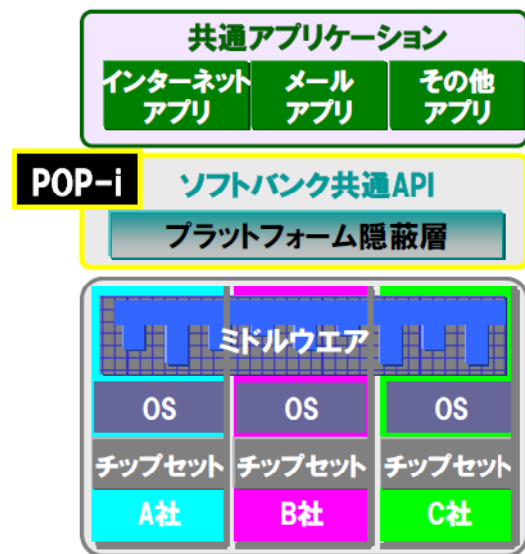 共通アプリケーション
インターネット
アプリ
メール
アプリ
その他
アプリ
POP-i
ソフトバンク共通API
プラットフォーム隠蔽層
ミドルウエア
OS OS OS
チップセット チップセット チップセット
A社 B社 C社